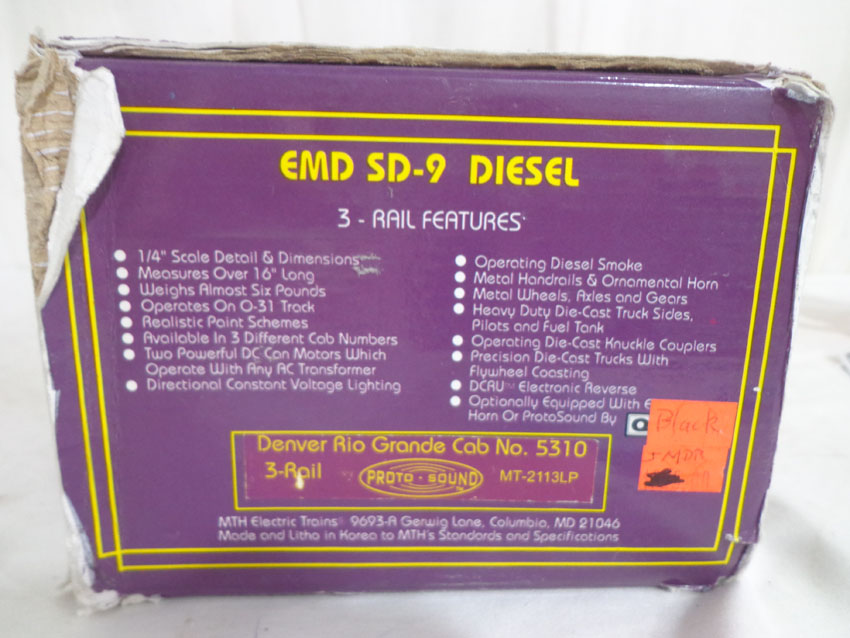 EMD SD-9 DIESEL
3 - RAIL FEATURES
1/4" Scale Detail & Dimensions
Measures Over 16" Long
Weighs Almost Six Pounds
Operates On O-31 Track
Realistic Paint Schemes
Available In 3 Different Cab Numbers
Two Powerful DC Can Motors Which
Operate With Any AC Transformer
Directional Constant Voltage Lighting
Operating Diesel Smoke
Metal Handrails & Ornamental Horn
Metal Wheels, Axles and Gears
Heavy Duty Die-Cast Truck Sides,
Pilots and Fuel Tank
Operating Die-Cast Knuckle Couplers
Precision Die-Cast Trucks With
Flywheel Coasting
DCRU™ Electronic Reverse
Optionally Equipped With
Horn Or ProtoSound By
Black
Denver Rio Grande Cab No. 5310
3-Rail PROTO-SOUND MT-2113LP
MTH Electric Trains 9693-A Gerwig Lane, Columbia, MD 21046
Made and Litho in Korea to MTH's Standards and Specifications